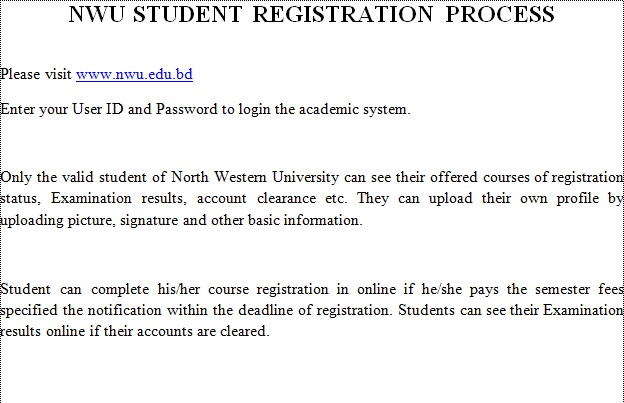 NWU STUDENT REGISTRATION PROCESS
Please visit www.nwu.edu.bd
Enter your User ID and Password to login the academic system.
Only the valid student of North Western University can see their offered courses of registration
status, Examination results, account clearance etc. They can upload their own profile by
uploading picture, signature and other basic information.
Student can complete his/her course registration in online if he/she pays the semester fees
specified the notification within the deadline of registration. Students can see their Examination
results online if their accounts are cleared.